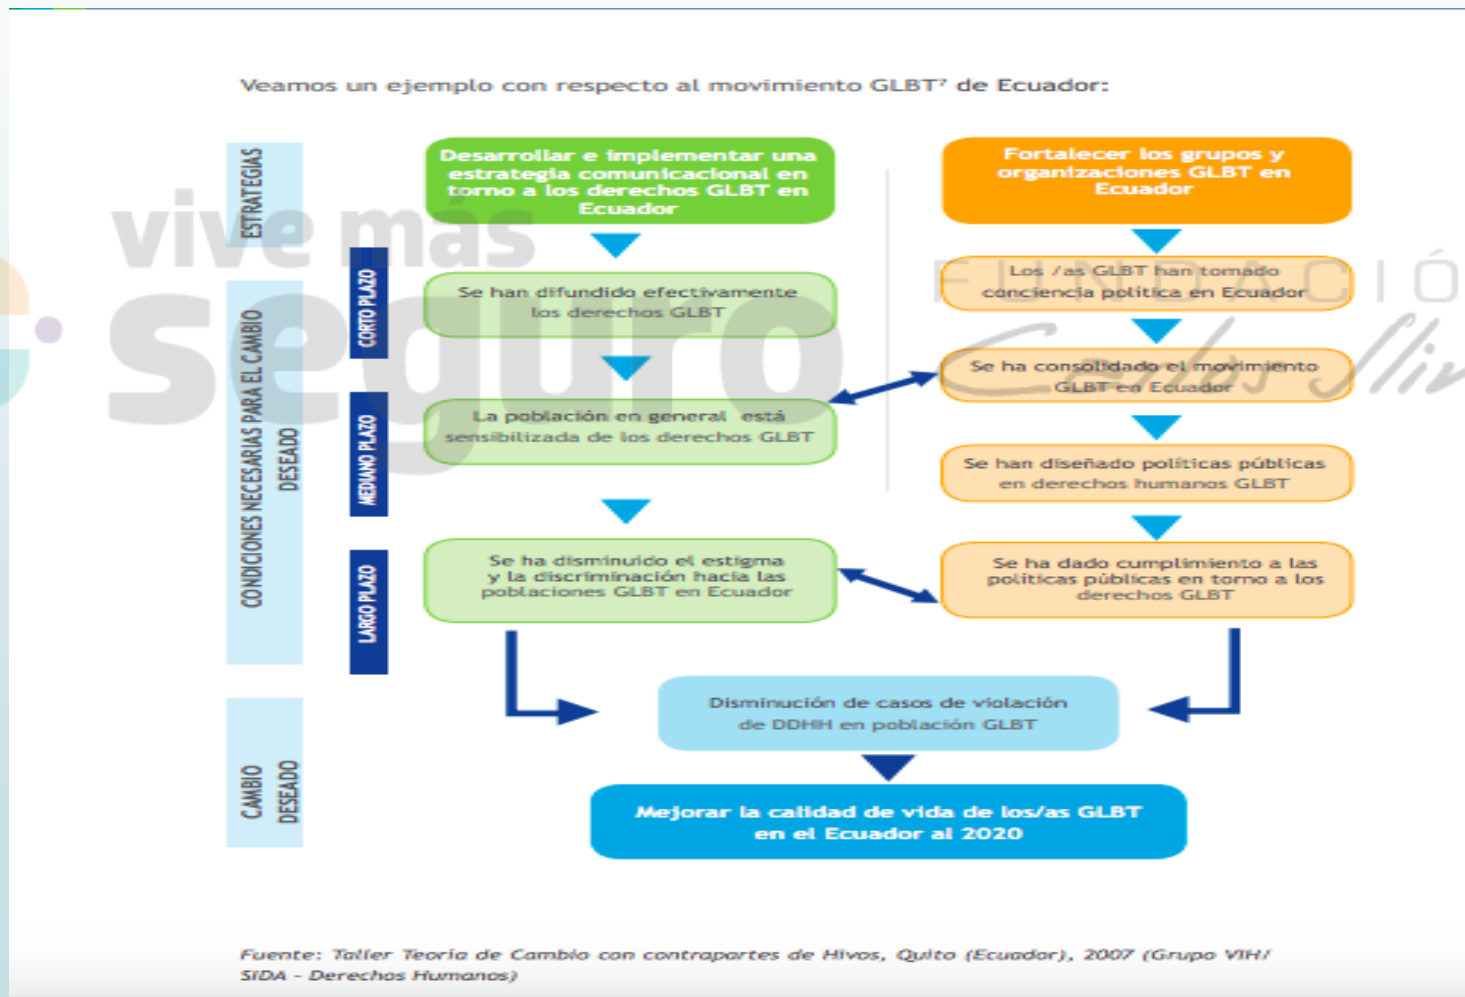 Veamos un ejemplo con respecto al movimiento GLBT⁷ de Ecuador:
ESTRATEGIAS
Desarrollar e implementar una
estrategia comunicacional en
torno a los derechos GLBT en
Ecuador
Fortalecer los grupos y
organizaciones GLBT en
Ecuador
vive más
seguro
FUNDACIÓ
Carlos Slim
CONDICIONES NECESARIAS PARA EL CAMBIO
DESEADO
CORTO PLAZO
Se han difundido efectivamente
los derechos GLBT
Los /as GLBT han tomado
conciencia política en Ecuador
Se ha consolidado el movimiento
GLBT en Ecuador
MEDIANO PLAZO
La población en general está
sensibilizada de los derechos GLBT
Se han diseñado políticas públicas
en derechos humanos GLBT
LARGO PLAZO
Se ha disminuido el estigma
y la discriminación hacia las
poblaciones GLBT en Ecuador
Se ha dado cumplimiento a las
políticas públicas en torno a los
derechos GLBT
CAMBIO
DESEADO
Disminución de casos de violación
de DDHH en población GLBT
Mejorar la calidad de vida de los/as GLBT
en el Ecuador al 2020
Fuente: Taller Teoría de Cambio con contrapartes de Hivos, Quito (Ecuador), 2007 (Grupo VIH/
SIDA - Derechos Humanos)